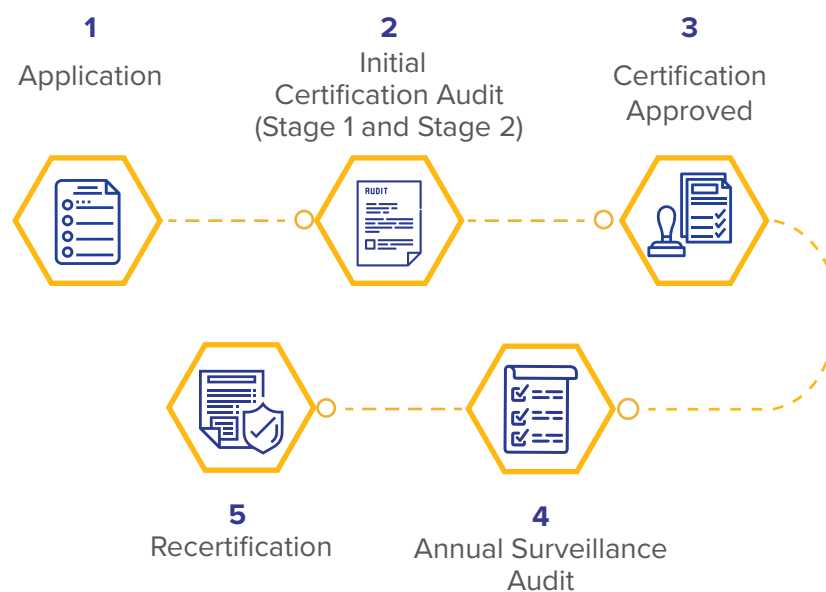 1
Application
2
Initial
Certification Audit
(Stage 1 and Stage 2)
3
Certification
Approved
AUDIT
5
Recertification
4
Annual Surveillance
Audit